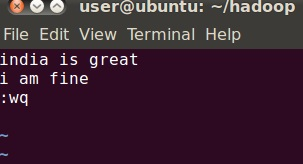 user@ubuntu: ~/hadoop
File Edit View Terminal Help
india is great
i am fine
:wq
~
~